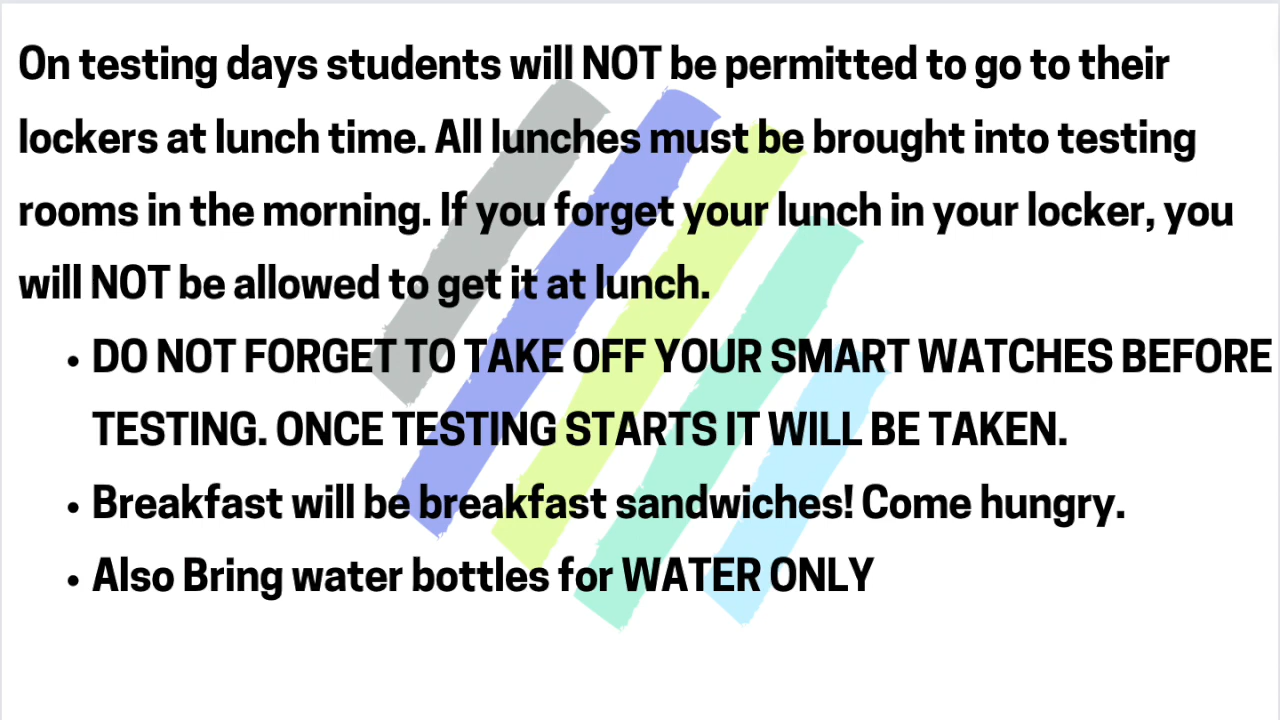 On testing days students will NOT be permitted to go to their
lockers at lunch time. All lunches must be brought into testing
rooms in the morning. If you forget your lunch in your locker, you
will NOT be allowed to get it at lunch.
• DO NOT FORGET TO TAKE OFF YOUR SMART WATCHES BEFORE
TESTING. ONCE TESTING STARTS IT WILL BE TAKEN.
• Breakfast will be breakfast sandwiches! Come hungry.
• Also Bring water bottles for WATER ONLY